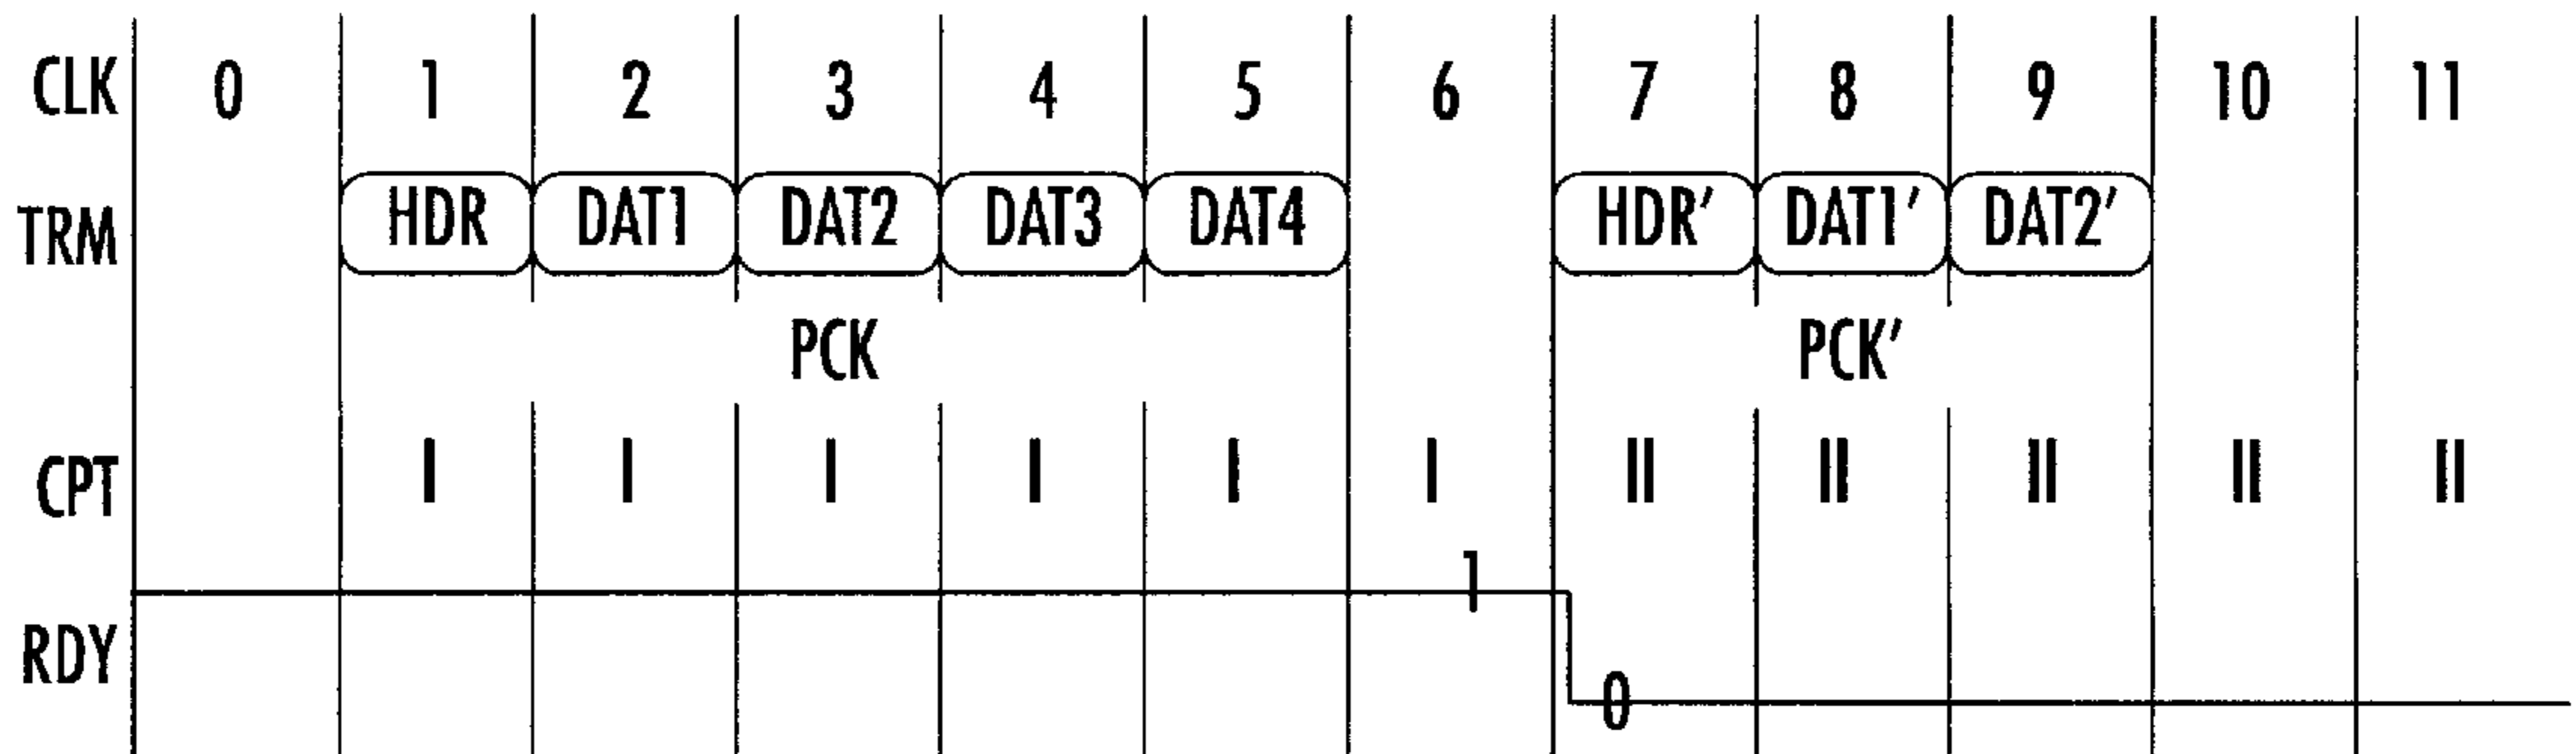 CLK 0 1 2 3 4 5 6 7 8 9 10 11
TRM HDR DAT1 DAT2 DAT3 DAT4 HDR' DAT1' DAT2'
PCK PCK'
CPT I I I I I I II II II II II
1
RDY
0